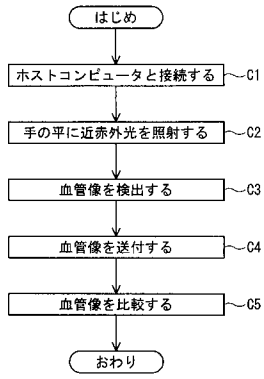 はじめ
ホストコンピュータと接続する C1
手の平に近赤外光を照射する C2
血管像を検出する C3
血管像を送付する C4
血管像を比較する C5
おわり